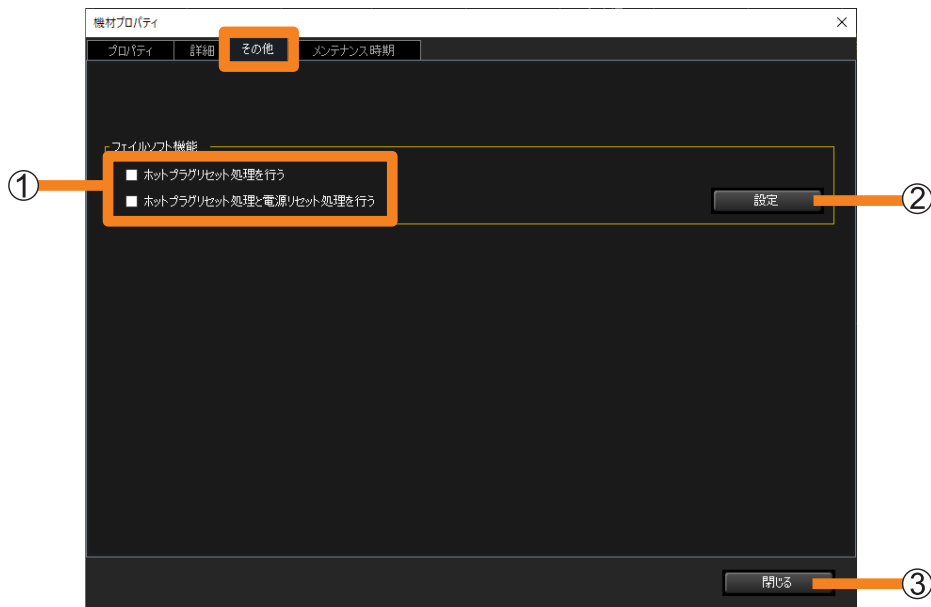 機材プロパティ
プロパティ 詳細 その他 メンテナンス時期
フェイルソフト機能
① ホットプラグリセット処理を行う
ホットプラグリセット処理と電源リセット処理を行う
設定 ②
閉じる ③